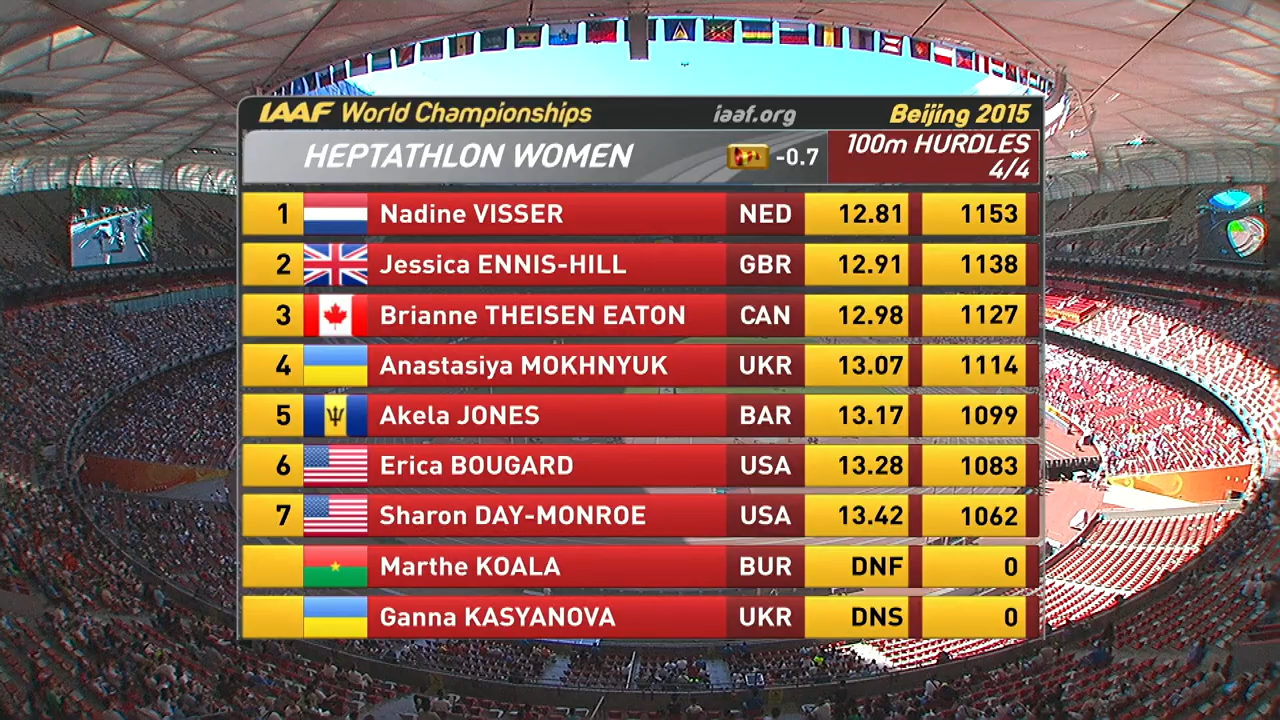 IAAF World Championships iaaf.org Beijing 2015
HEPTATHLON WOMEN -0.7 100m HURDLES
4/4
1 Nadine VISSER NED 12.81 1153
2 Jessica ENNIS-HILL GBR 12.91 1138
3 Brianne THEISEN EATON CAN 12.98 1127
4 Anastasiya MOKHNYUK UKR 13.07 1114
5 Akela JONES BAR 13.17 1099
6 Erica BOUGARD USA 13.28 1083
7 Sharon DAY-MONROE USA 13.42 1062
Marthe KOALA BUR DNF 0
Ganna KASYANOVA UKR DNS 0